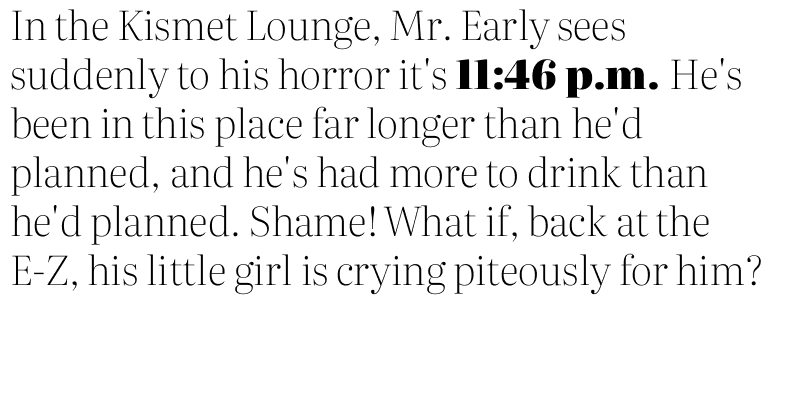 In the Kismet Lounge, Mr. Early sees
suddenly to his horror it's 11:46 p.m. He's
been in this place far longer than he'd
planned, and he's had more to drink than
he'd planned. Shame! What if, back at the
E-Z, his little girl is crying piteously for him?